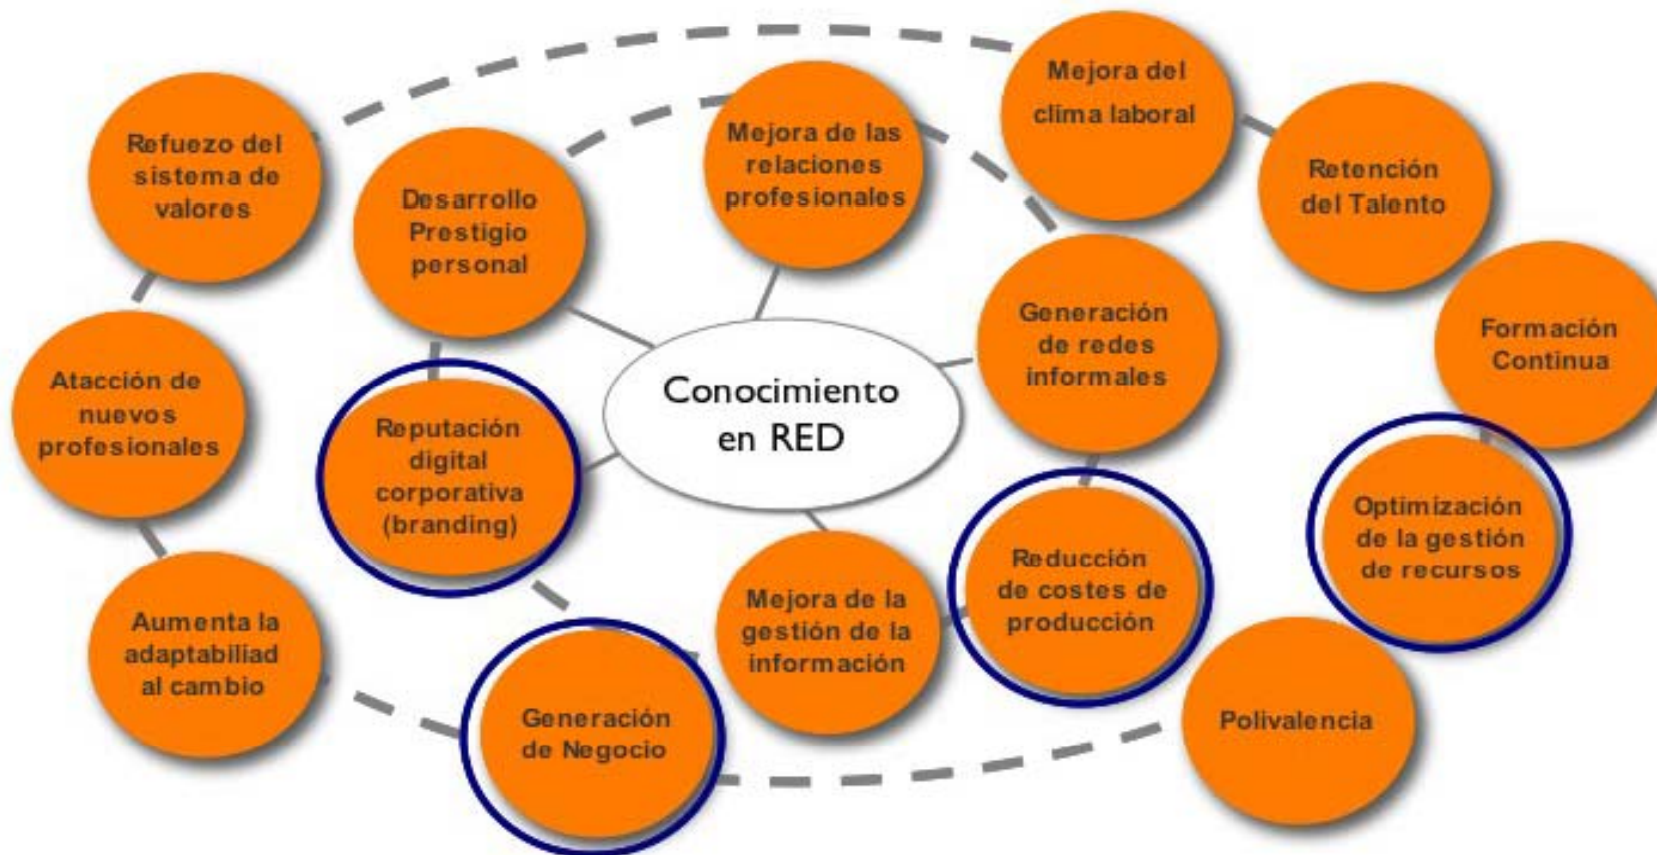 Mejora del
clima laboral
Refuezo del
sistema de
valores
Mejora de las
relaciones
profesionales
Retención
del Talento
Desarrollo
Prestigio
personal
Generación
de redes
informales
Formación
Continua
Atacción de
nuevos
profesionales
Conocimiento
en RED
Reputación
digital
corporativa
(branding)
Optimización
de la gestión
de recursos
Reducción
de costes de
producción
Mejora de la
gestión de la
información
Aumenta la
adaptabiliad
al cambio
Generación
de Negocio
Polivalencia